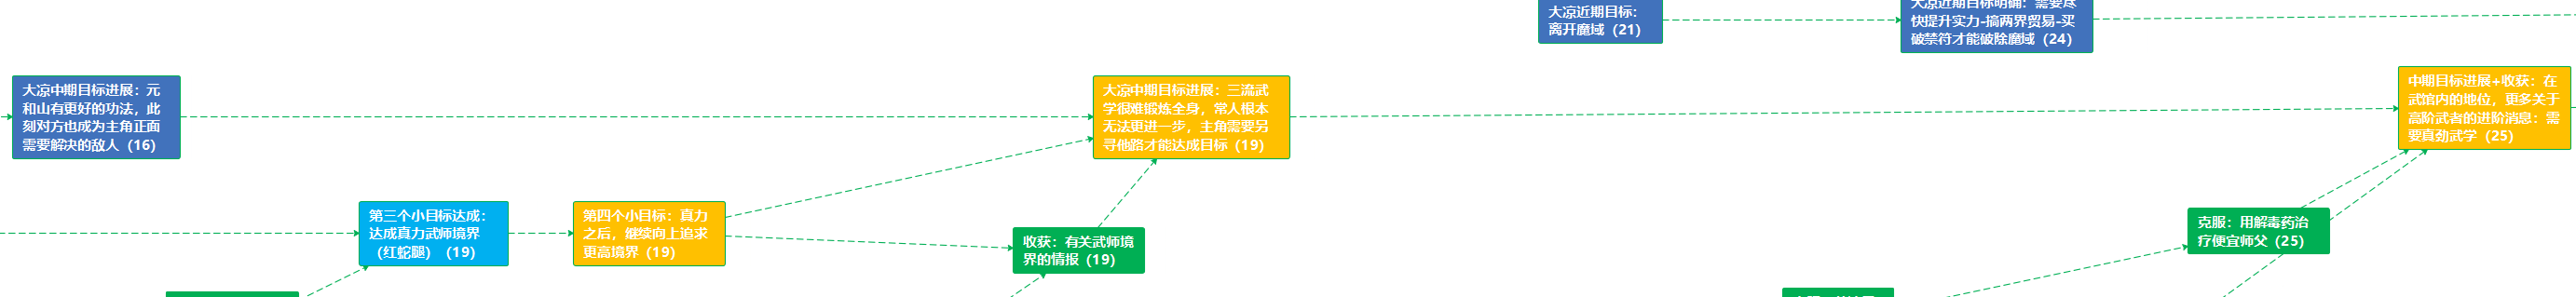 大凉近期目标：
离开魔域（21）
大凉近期目标明确：需要尽
快提升实力-搞两界贸易-买
破禁符才能破除魔域（24）
大凉中期目标进展：元
和山有更好的功法，此
刻对方也成为主角正面
需要解决的敌人（16）
大凉中期目标进展：三流武
学很难锻炼全身，常人根本
无法更进一步，主角需要另
寻他路才能达成目标（19）
中期目标进展+收获：在
武馆内的地位，更多关于
高阶武者的进阶消息：需
要真劲武学（25）
第三个小目标达成：
达成真力武师境界
（红蛇腿）（19）
第四个小目标：真力
之后，继续向上追求
更高境界（19）
收获：有关武师境
界的情报（19）
克服：用解毒药治
疗便宜师父（25）